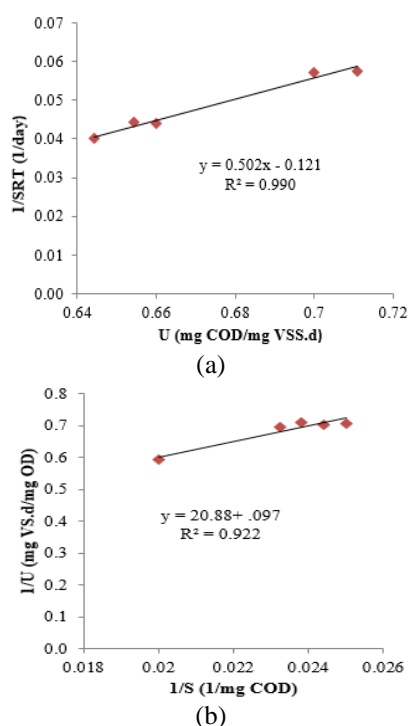 0.07
0.06
0.05
0.04
0.03
0.02
0.01
0.00
1/SRT (1/day)
y = 0.502x - 0.121
R² = 0.990
0.64 0.66 0.68 0.7 0.72
U (mg COD/mg VSS.d)
(a)
0.8
0.7
0.6
0.5
0.4
0.3
0.2
0.1
0.0
1/U (mg VS.d/mg OD)
y = 20.88+ .097
R² = 0.922
0.018 0.02 0.022 0.024 0.026
1/S (1/mg COD)
(b)